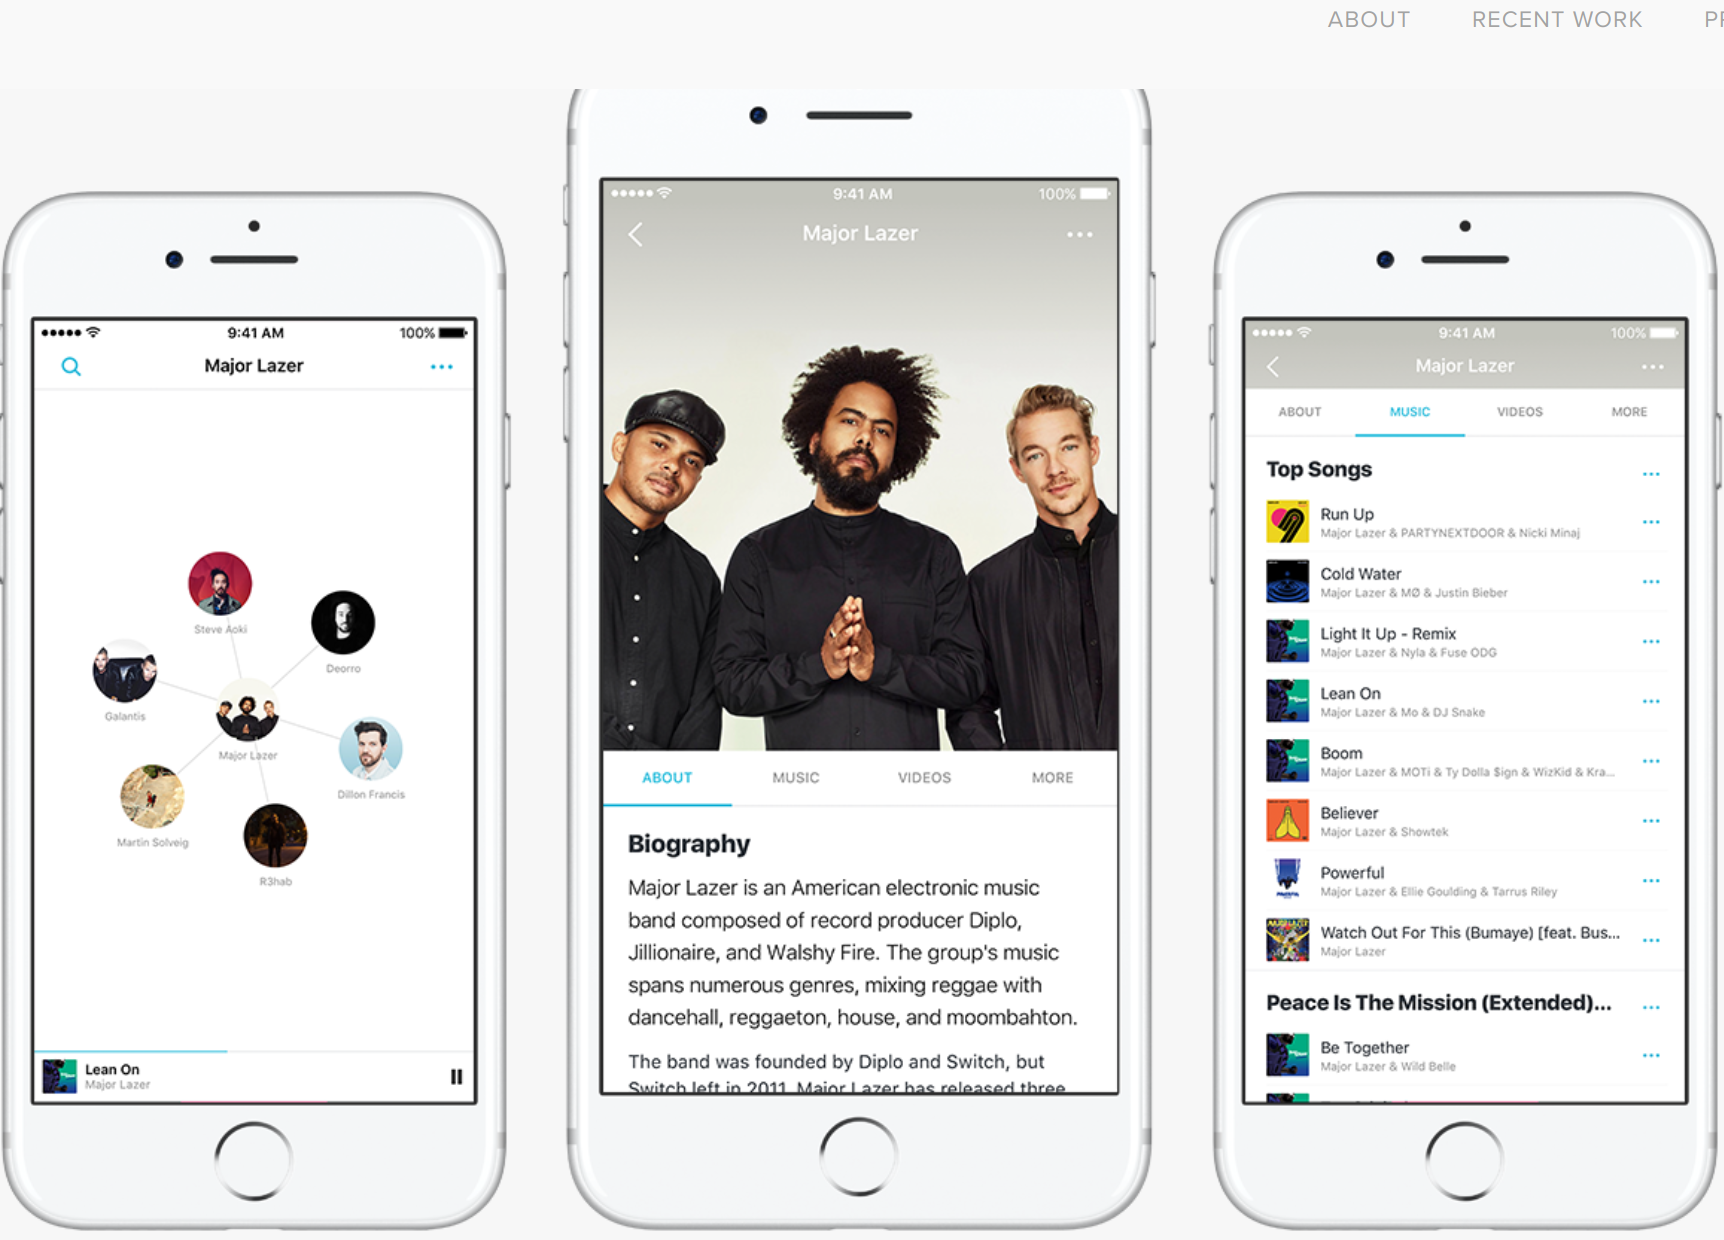 ABOUT RECENT WORK
9:41 AM 100%
Major Lazer
Steve Aoki
Deorro
Galantis
Major Lazer
Dillon Francis
Martin Solveig
R3hab
Lean On
Major Lazer
9:41 AM 100%
Major Lazer
ABOUT MUSIC VIDEOS MORE
Biography
Major Lazer is an American electronic music
band composed of record producer Diplo,
Jillionaire, and Walshy Fire. The group's music
spans numerous genres, mixing reggae with
dancehall, reggaeton, house, and moombahton.
The band was founded by Diplo and Switch, but
Switch left in 2011. Major Lazer has released three
9:41 AM 100%
Major Lazer
ABOUT MUSIC VIDEOS MORE
Top Songs
Run Up
Major Lazer & PARTYNEXTDOOR & Nicki Minaj
Cold Water
Major Lazer & MØ & Justin Bieber
Light It Up - Remix
Major Lazer & Nyla & Fuse ODG
Lean On
Major Lazer & Mo & DJ Snake
Boom
Major Lazer & MOTi & Ty Dolla $ign & WizKid & Kra...
Believer
Major Lazer & Showtek
Powerful
Major Lazer & Ellie Goulding & Tarrus Riley
Watch Out For This (Bumaye) [feat. Bus...
Major Lazer
Peace Is The Mission (Extended)...
Be Together
Major Lazer & Wild Belle